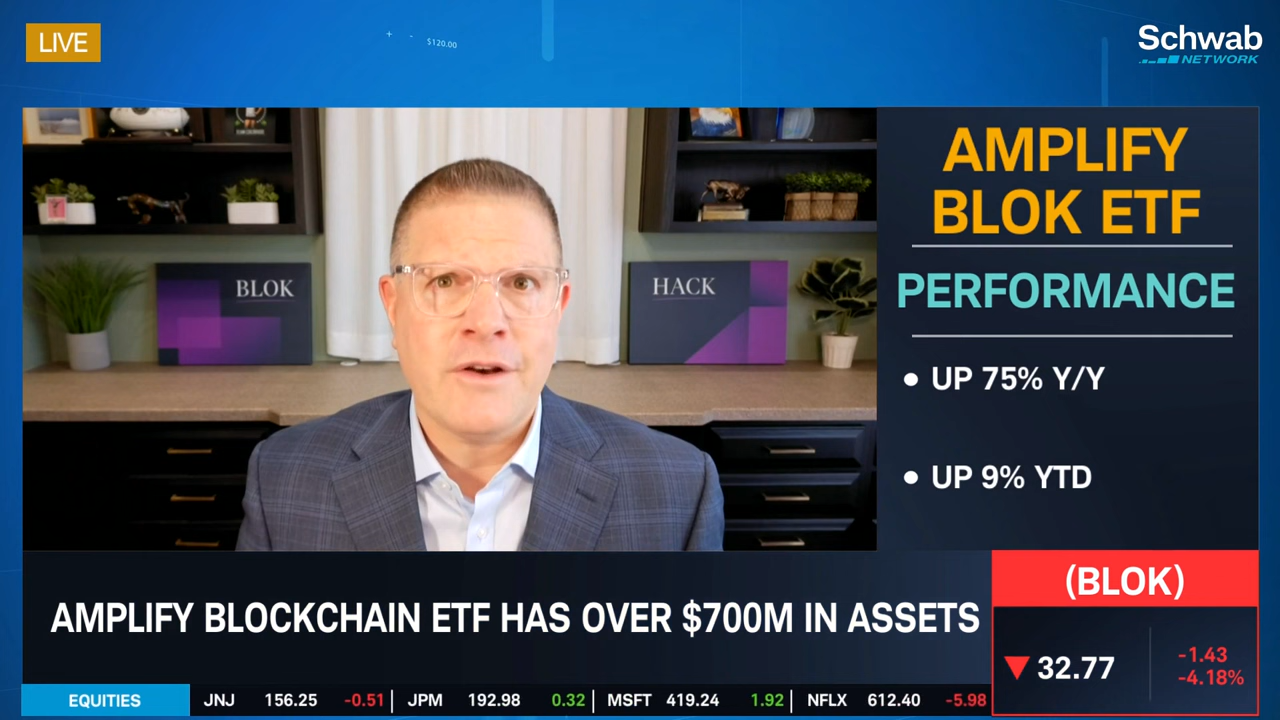 LIVE
+ - $120.00
Schwab
NETWORK
BLOK
HACK
AMPLIFY
BLOK ETF
PERFORMANCE
• UP 75% Y/Y
• UP 9% YTD
AMPLIFY BLOCKCHAIN ETF HAS OVER $700M IN ASSETS
(BLOK)
▼ 32.77
-1.43
-4.18%
EQUITIES JNJ 156.25 -0.51 | JPM 192.98 0.32 | MSFT 419.24 1.92 | NFLX 612.40 -5.98